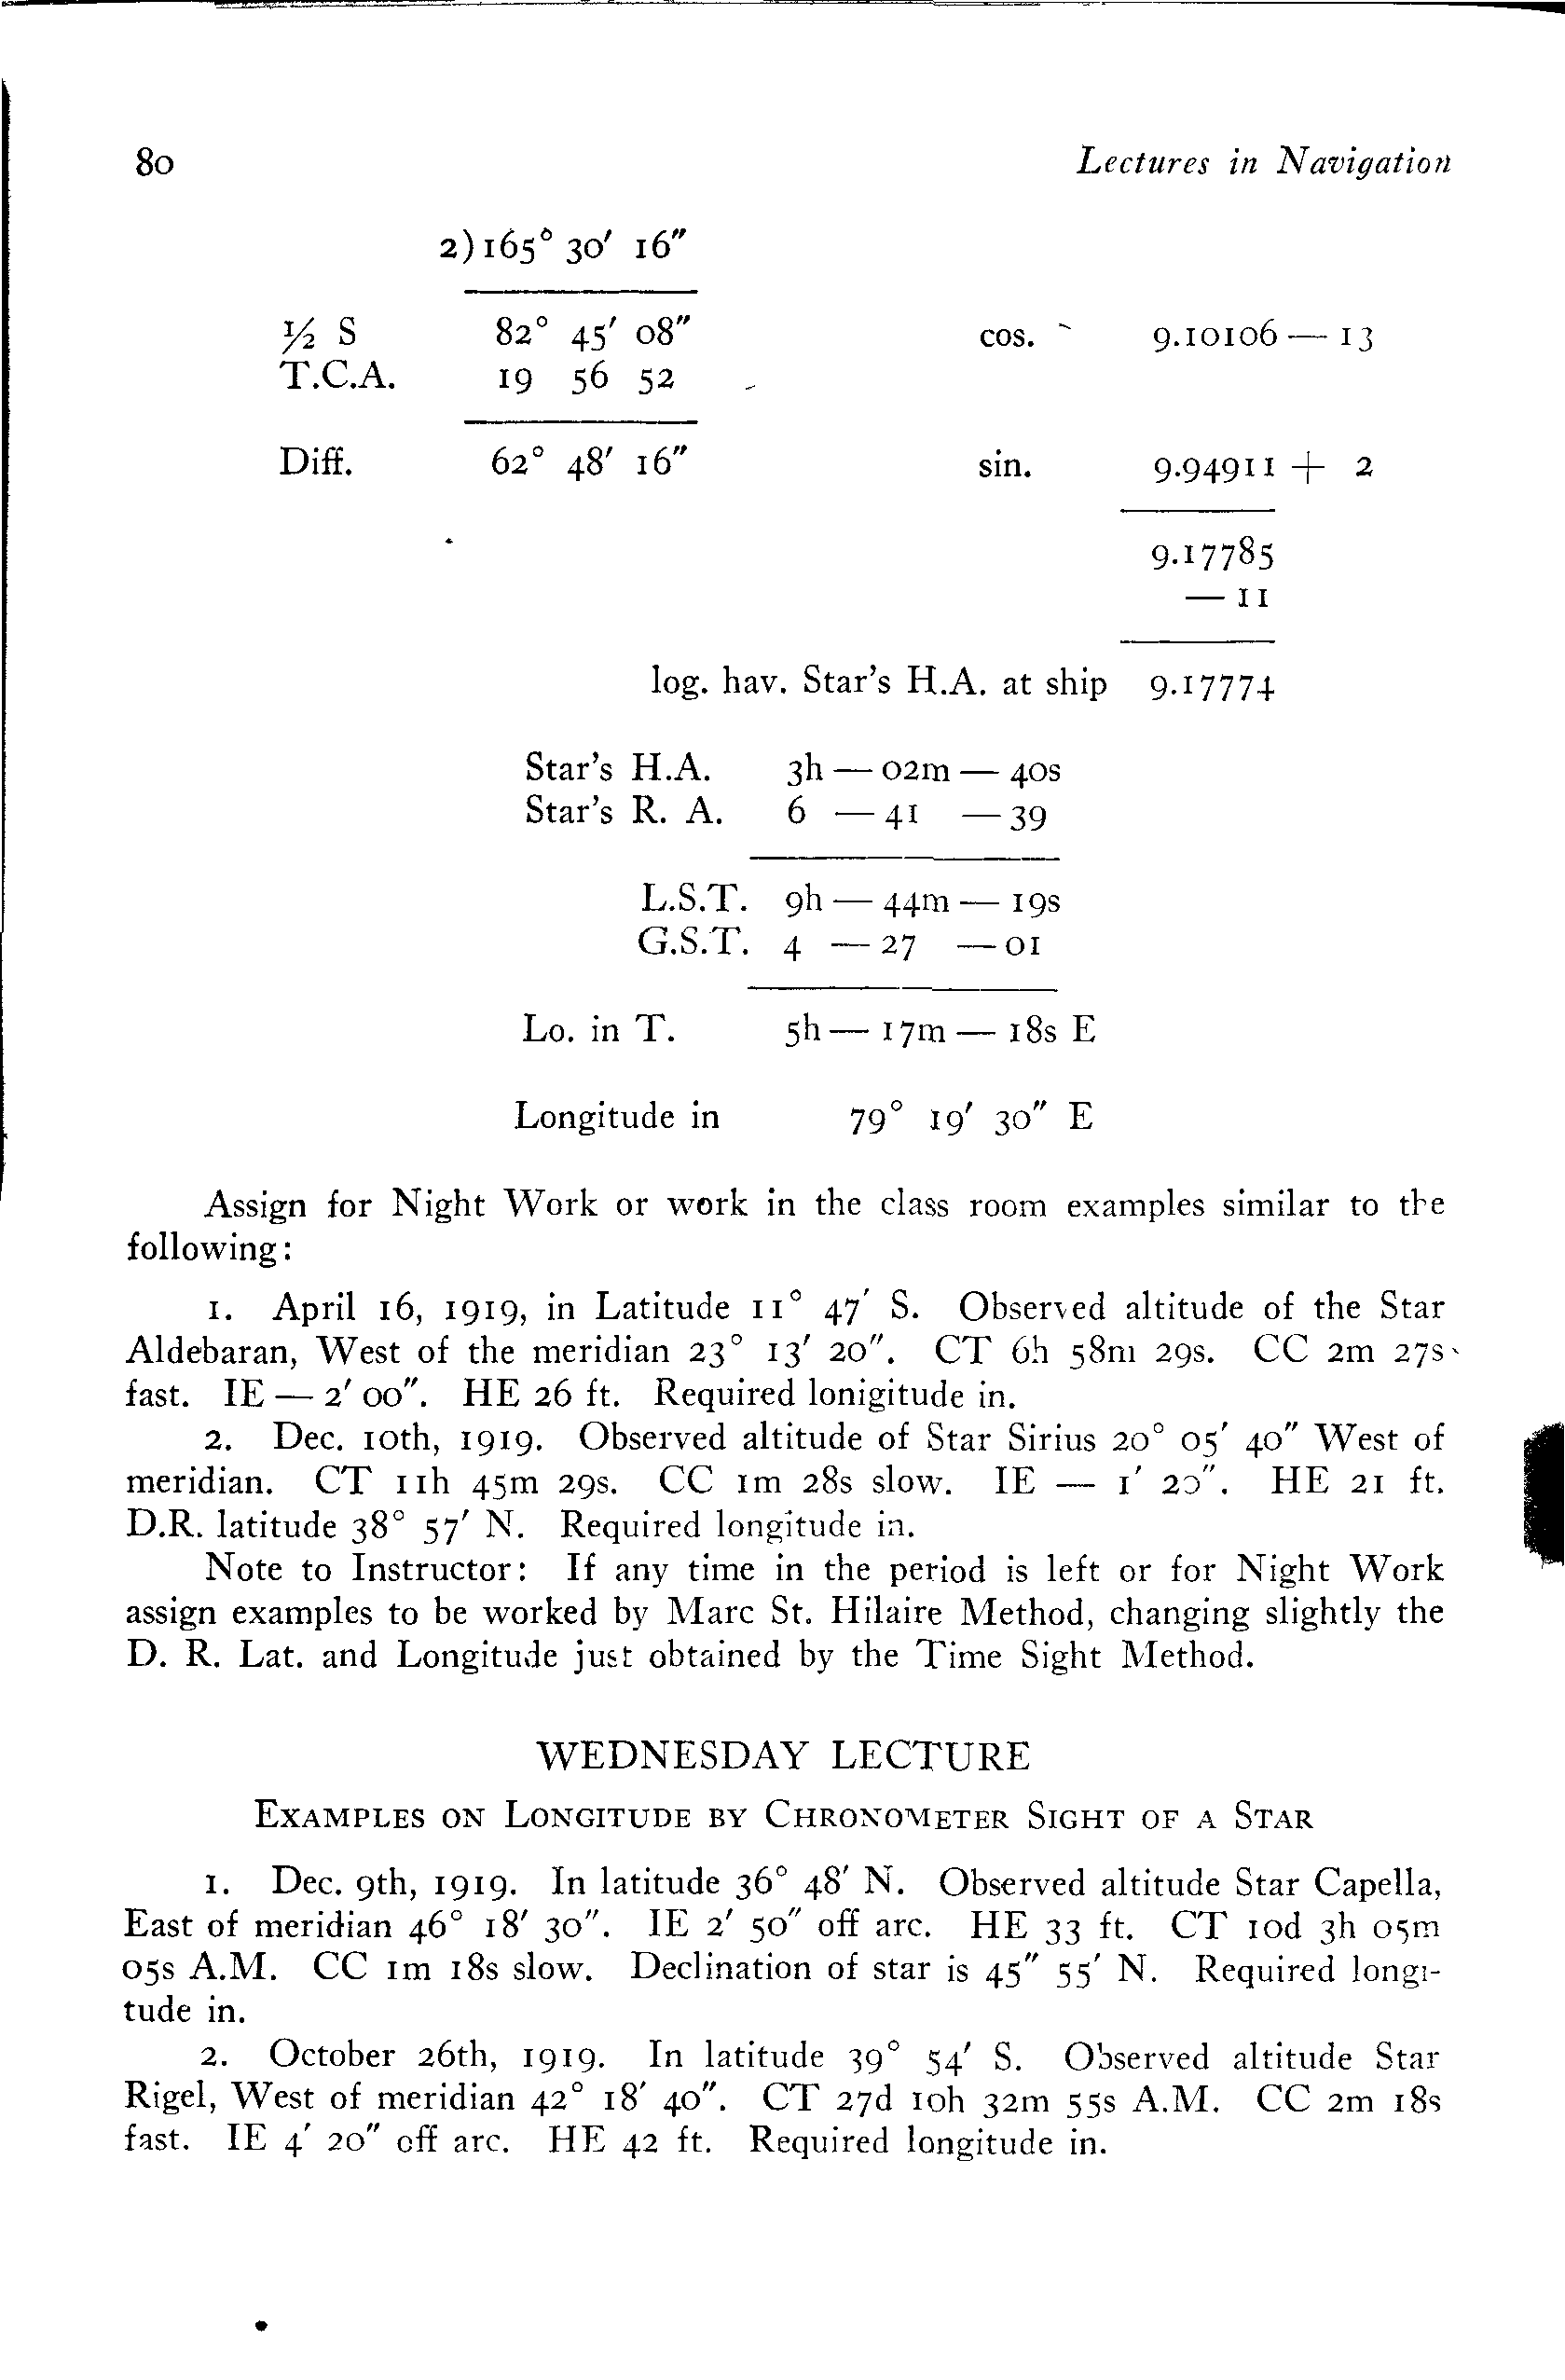 80 Lectures in Navigation
2)165° 30′ 16″
½ S 82° 45′ 08″ cos. 9.10106 — 13
T.C.A. 19 56 52
Diff. 62° 48′ 16″ sin. 9.94911 + 2
9.17785
— 11
log. hav. Star's H.A. at ship 9.17774
Star's H.A. 3h — 02m — 40s
Star's R. A. 6 — 41 — 39
L.S.T. 9h — 44m — 19s
G.S.T. 4 — 27 — 01
Lo. in T. 5h — 17m — 18s E
Longitude in 79° 19′ 30″ E
Assign for Night Work or work in the class room examples similar to the
following:
1. April 16, 1919, in Latitude 11° 47′ S. Observed altitude of the Star
Aldebaran, West of the meridian 23° 13′ 20″. CT 6h 58m 29s. CC 2m 27s
fast. IE — 2′ 00″. HE 26 ft. Required lonigitude in.
2. Dec. 10th, 1919. Observed altitude of Star Sirius 20° 05′ 40″ West of
meridian. CT 11h 45m 29s. CC 1m 28s slow. IE — 1′ 20″. HE 21 ft.
D.R. latitude 38° 57′ N. Required longitude in.
Note to Instructor: If any time in the period is left or for Night Work
assign examples to be worked by Marc St. Hilaire Method, changing slightly the
D. R. Lat. and Longitude just obtained by the Time Sight Method.
WEDNESDAY LECTURE
Examples on Longitude by Chronometer Sight of a Star
1. Dec. 9th, 1919. In latitude 36° 48′ N. Observed altitude Star Capella,
East of meridian 46° 18′ 30″. IE 2′ 50″ off arc. HE 33 ft. CT 10d 3h 05m
05s A.M. CC 1m 18s slow. Declination of star is 45″ 55′ N. Required longi-
tude in.
2. October 26th, 1919. In latitude 39° 54′ S. Observed altitude Star
Rigel, West of meridian 42° 18′ 40″. CT 27d 10h 32m 55s A.M. CC 2m 18s
fast. IE 4′ 20″ off arc. HE 42 ft. Required longitude in.